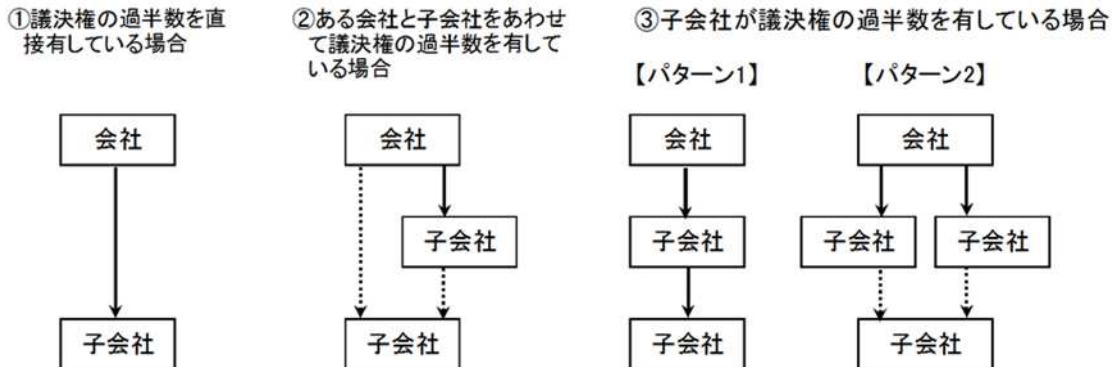 ①議決権の過半数を直
接有している場合
②ある会社と子会社をあわせ
て議決権の過半数を有して
いる場合
③子会社が議決権の過半数を有している場合
【パターン1】
【パターン2】
会社
子会社
会社
子会社
子会社
会社
子会社
子会社
会社
子会社
子会社
子会社